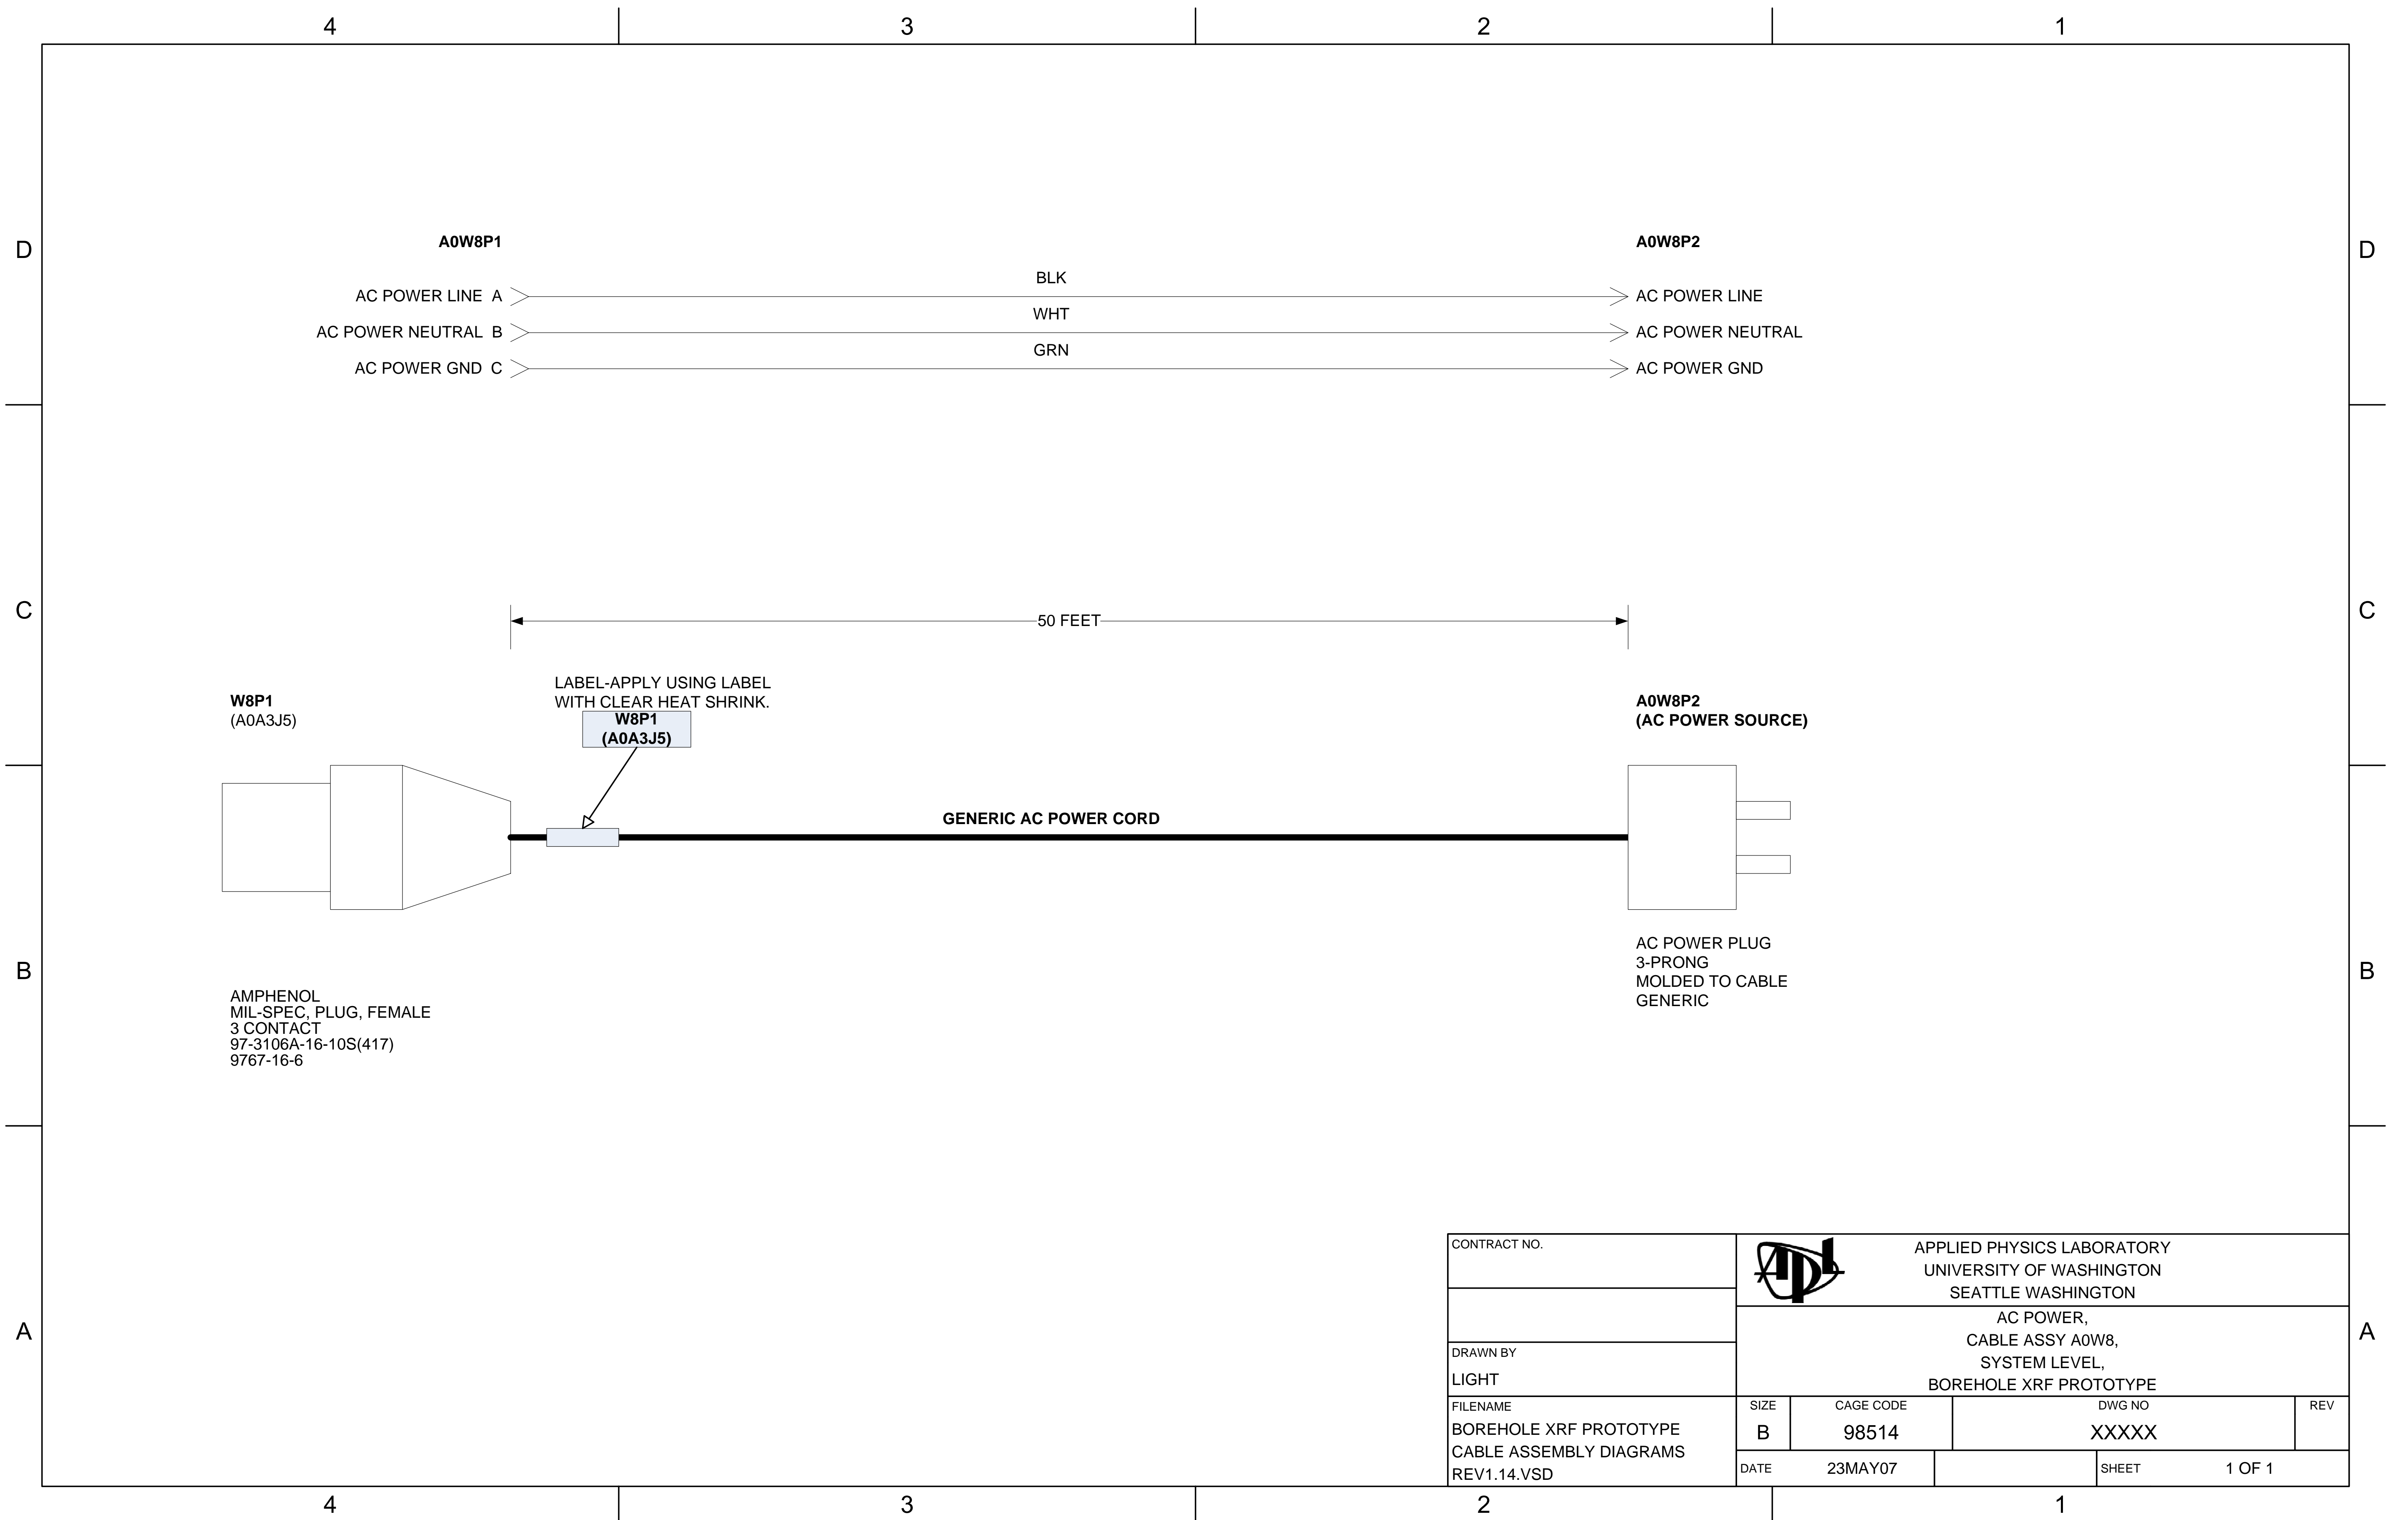 4 3 2 1
D D
A0W8P1 A0W8P2
BLK
AC POWER LINE A AC POWER LINE
WHT
AC POWER NEUTRAL B AC POWER NEUTRAL
GRN
AC POWER GND C AC POWER GND
C C
50 FEET
LABEL-APPLY USING LABEL
WITH CLEAR HEAT SHRINK.
W8P1
(A0A3J5)
W8P1
(A0A3J5)
A0W8P2
(AC POWER SOURCE)
GENERIC AC POWER CORD
AC POWER PLUG
3-PRONG
MOLDED TO CABLE
GENERIC
B B
AMPHENOL
MIL-SPEC, PLUG, FEMALE
3 CONTACT
97-3106A-16-10S(417)
9767-16-6
A A
CONTRACT NO.
APL
APPLIED PHYSICS LABORATORY
UNIVERSITY OF WASHINGTON
SEATTLE WASHINGTON
AC POWER,
CABLE ASSY A0W8,
SYSTEM LEVEL,
BOREHOLE XRF PROTOTYPE
DRAWN BY
LIGHT
FILENAME
BOREHOLE XRF PROTOTYPE
CABLE ASSEMBLY DIAGRAMS
REV1.14.VSD
SIZE CAGE CODE DWG NO REV
B 98514 XXXXX
DATE 23MAY07 SHEET 1 OF 1
4 3 2 1